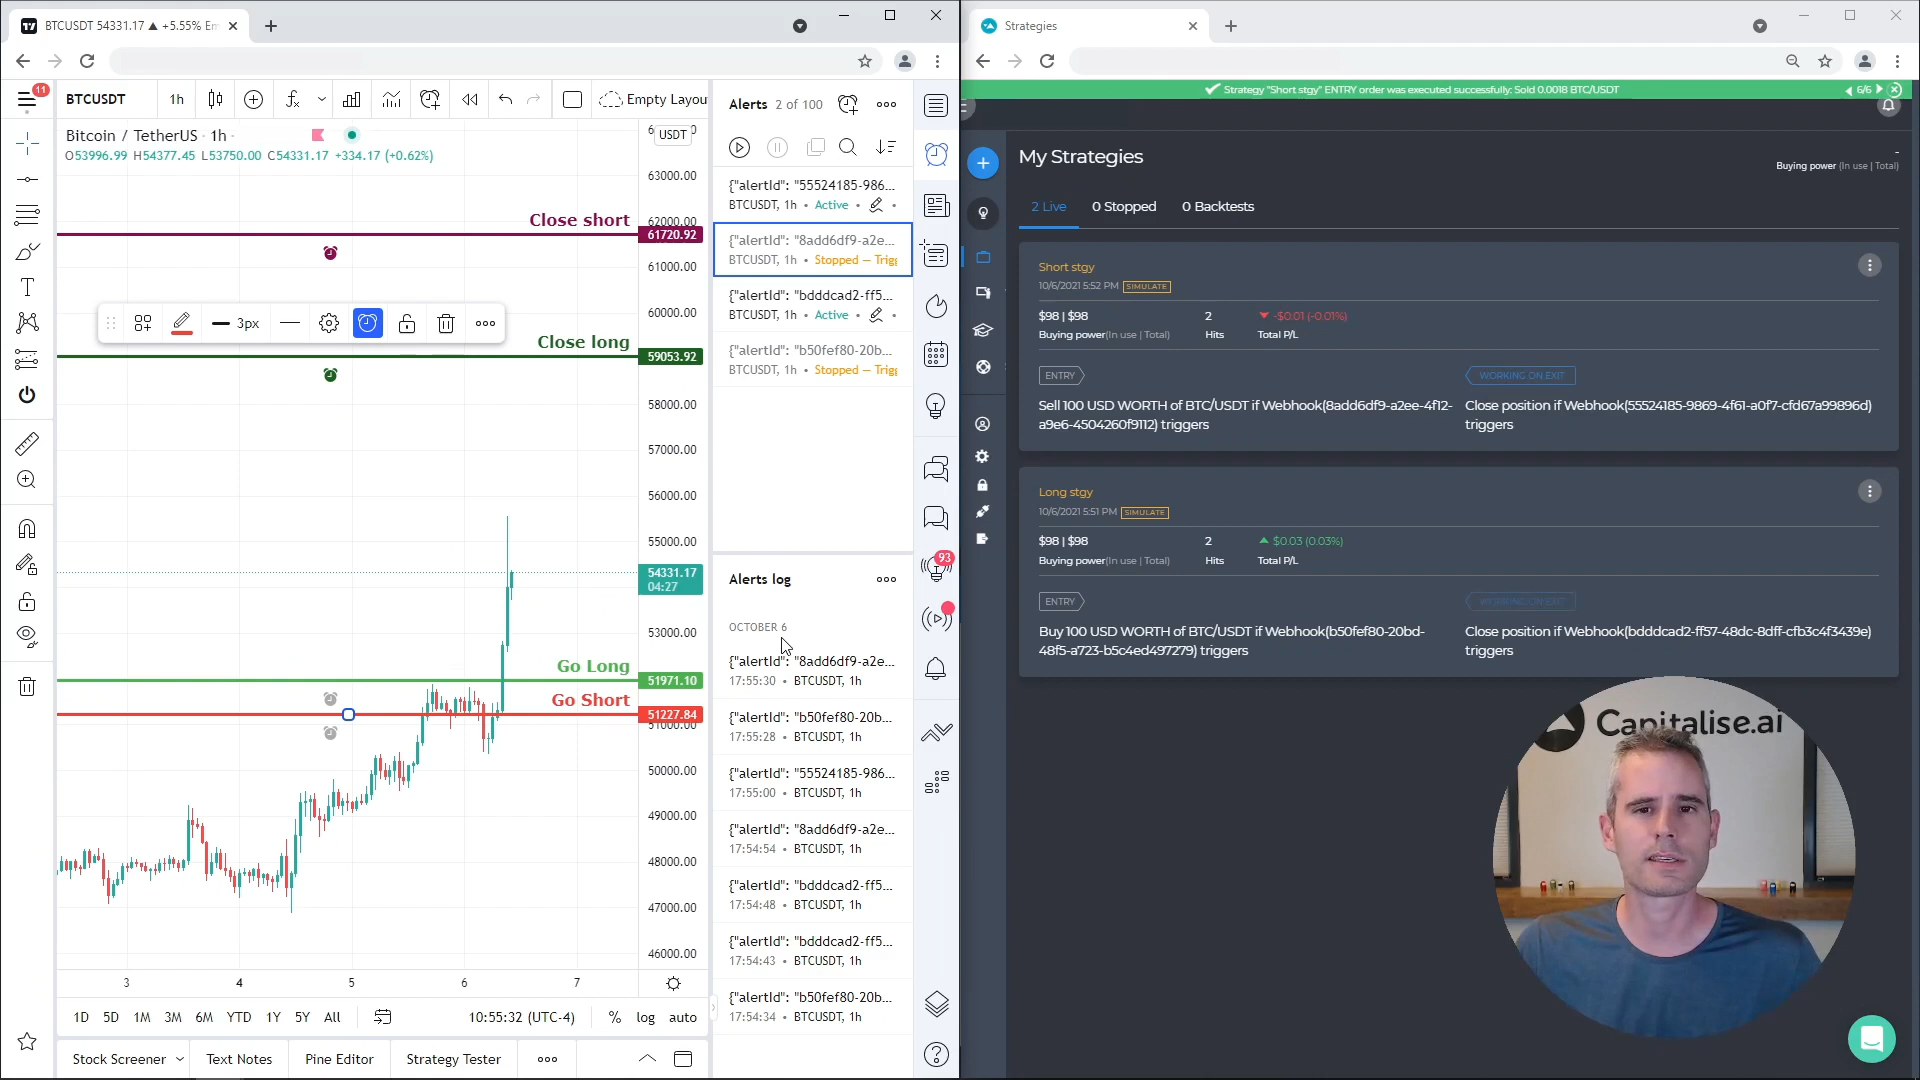 BTCUSDT 54331.17 ▲ +5.55% Em
11
BTCUSDT
1h
Empty Layou
Bitcoin / TetherUS · 1h ·
O53996.99 H54377.45 L53750.00 C54331.17 +334.17 (+0.62%)
USDT
63000.00
62000.00
Close short
61720.92
61000.00
60000.00
3px
Close long
59053.92
58000.00
57000.00
56000.00
55000.00
54331.17
04:27
53000.00
Go Long
51971.10
Go Short
51227.84
51000.00
50000.00
49000.00
48000.00
47000.00
46000.00
3 4 5 6 7
1D 5D 1M 3M 6M YTD 1Y 5Y All
10:55:32 (UTC-4)
% log auto
Stock Screener
Text Notes
Pine Editor
Strategy Tester
Alerts 2 of 100
{"alertId": "55524185-986...
BTCUSDT, 1h • Active •
{"alertId": "8add6df9-a2ee...
BTCUSDT, 1h • Stopped — Trigg
{"alertId": "bdddcad2-ff5...
BTCUSDT, 1h • Active •
{"alertId": "b50fef80-20b...
BTCUSDT, 1h • Stopped — Trigg
Alerts log
OCTOBER 6
{"alertId": "8add6df9-a2e...
17:55:30 • BTCUSDT, 1h
{"alertId": "b50fef80-20b...
17:55:28 • BTCUSDT, 1h
{"alertId": "55524185-986...
17:55:00 • BTCUSDT, 1h
{"alertId": "8add6df9-a2e...
17:54:54 • BTCUSDT, 1h
{"alertId": "bdddcad2-ff5...
17:54:48 • BTCUSDT, 1h
{"alertId": "bdddcad2-ff5...
17:54:43 • BTCUSDT, 1h
{"alertId": "b50fef80-20b...
17:54:34 • BTCUSDT, 1h
93
Strategies
Strategy "Short stgy" ENTRY order was executed successfully: Sold 0.0018 BTC/USDT
6/6
My Strategies
-
Buying power (In use | Total)
2 Live
0 Stopped
0 Backtests
Short stgy
10/6/2021 5:52 PM SIMULATE
$98 | $98 2 -$0.01 (-0.01%)
Buying power(In use | Total) Hits Total P/L
ENTRY
WORKING ON EXIT
Sell 100 USD WORTH of BTC/USDT if Webhook(8add6df9-a2ee-4f12-
a9e6-4504260f9112) triggers
Close position if Webhook(55524185-9869-4f61-a0f7-cfd67a99896d)
triggers
Long stgy
10/6/2021 5:51 PM SIMULATE
$98 | $98 2 $0.03 (0.03%)
Buying power(In use | Total) Hits Total P/L
ENTRY
WORKING ON EXIT
Buy 100 USD WORTH of BTC/USDT if Webhook(b50fef80-20bd-
48f5-a723-b5c4ed497279) triggers
Close position if Webhook(bdddcad2-ff57-48dc-8dff-cfb3c4f3439e)
triggers
Capitalise.ai